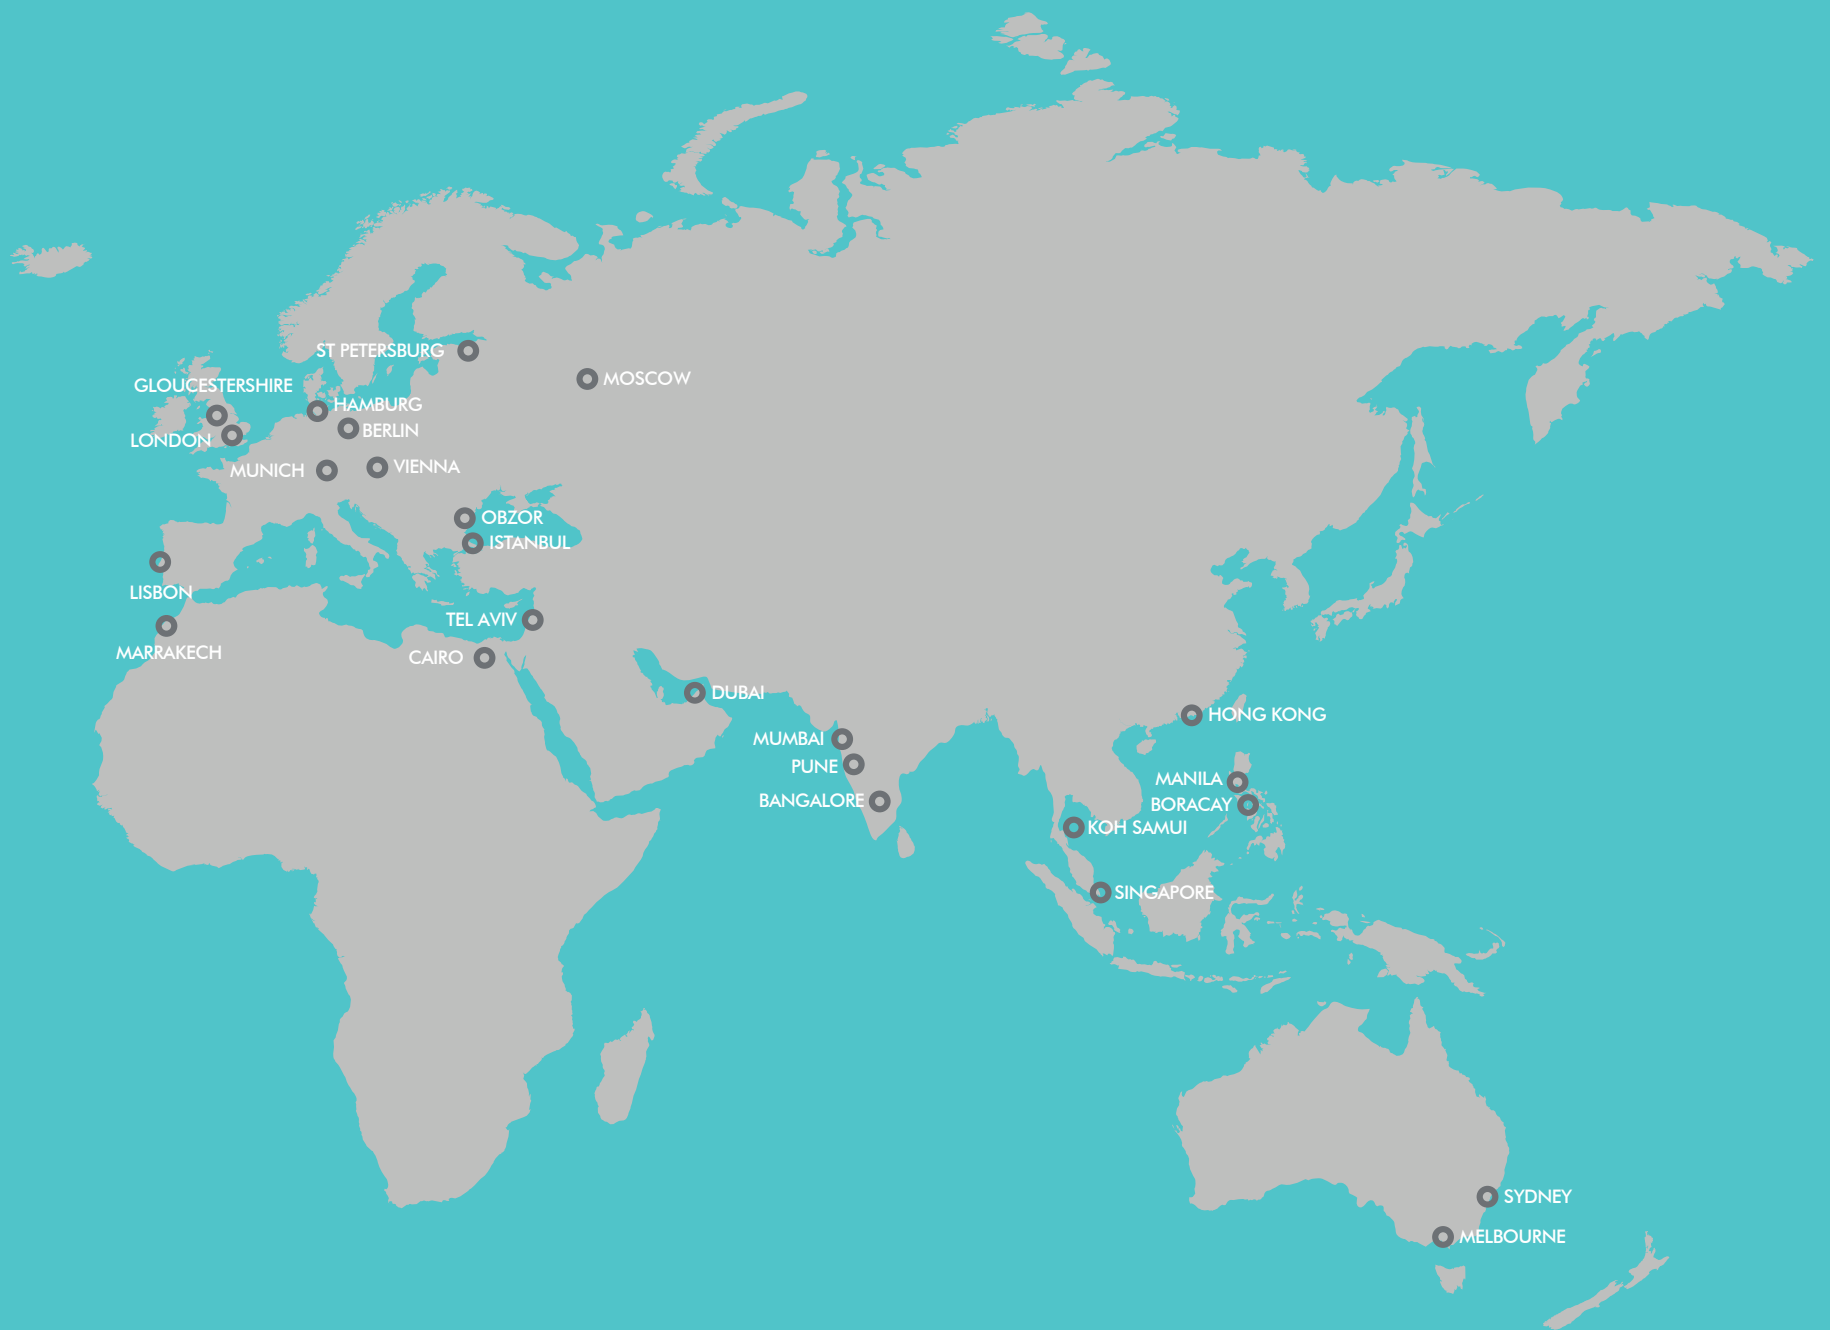 ST PETERSBURG
MOSCOW
GLOUCESTERSHIRE
HAMBURG
BERLIN
LONDON
MUNICH
VIENNA
OBZOR
ISTANBUL
LISBON
TEL AVIV
MARRAKECH
CAIRO
DUBAI
HONG KONG
MUMBAI
PUNE
MANILA
BANGALORE
BORACAY
KOH SAMUI
SINGAPORE
SYDNEY
MELBOURNE